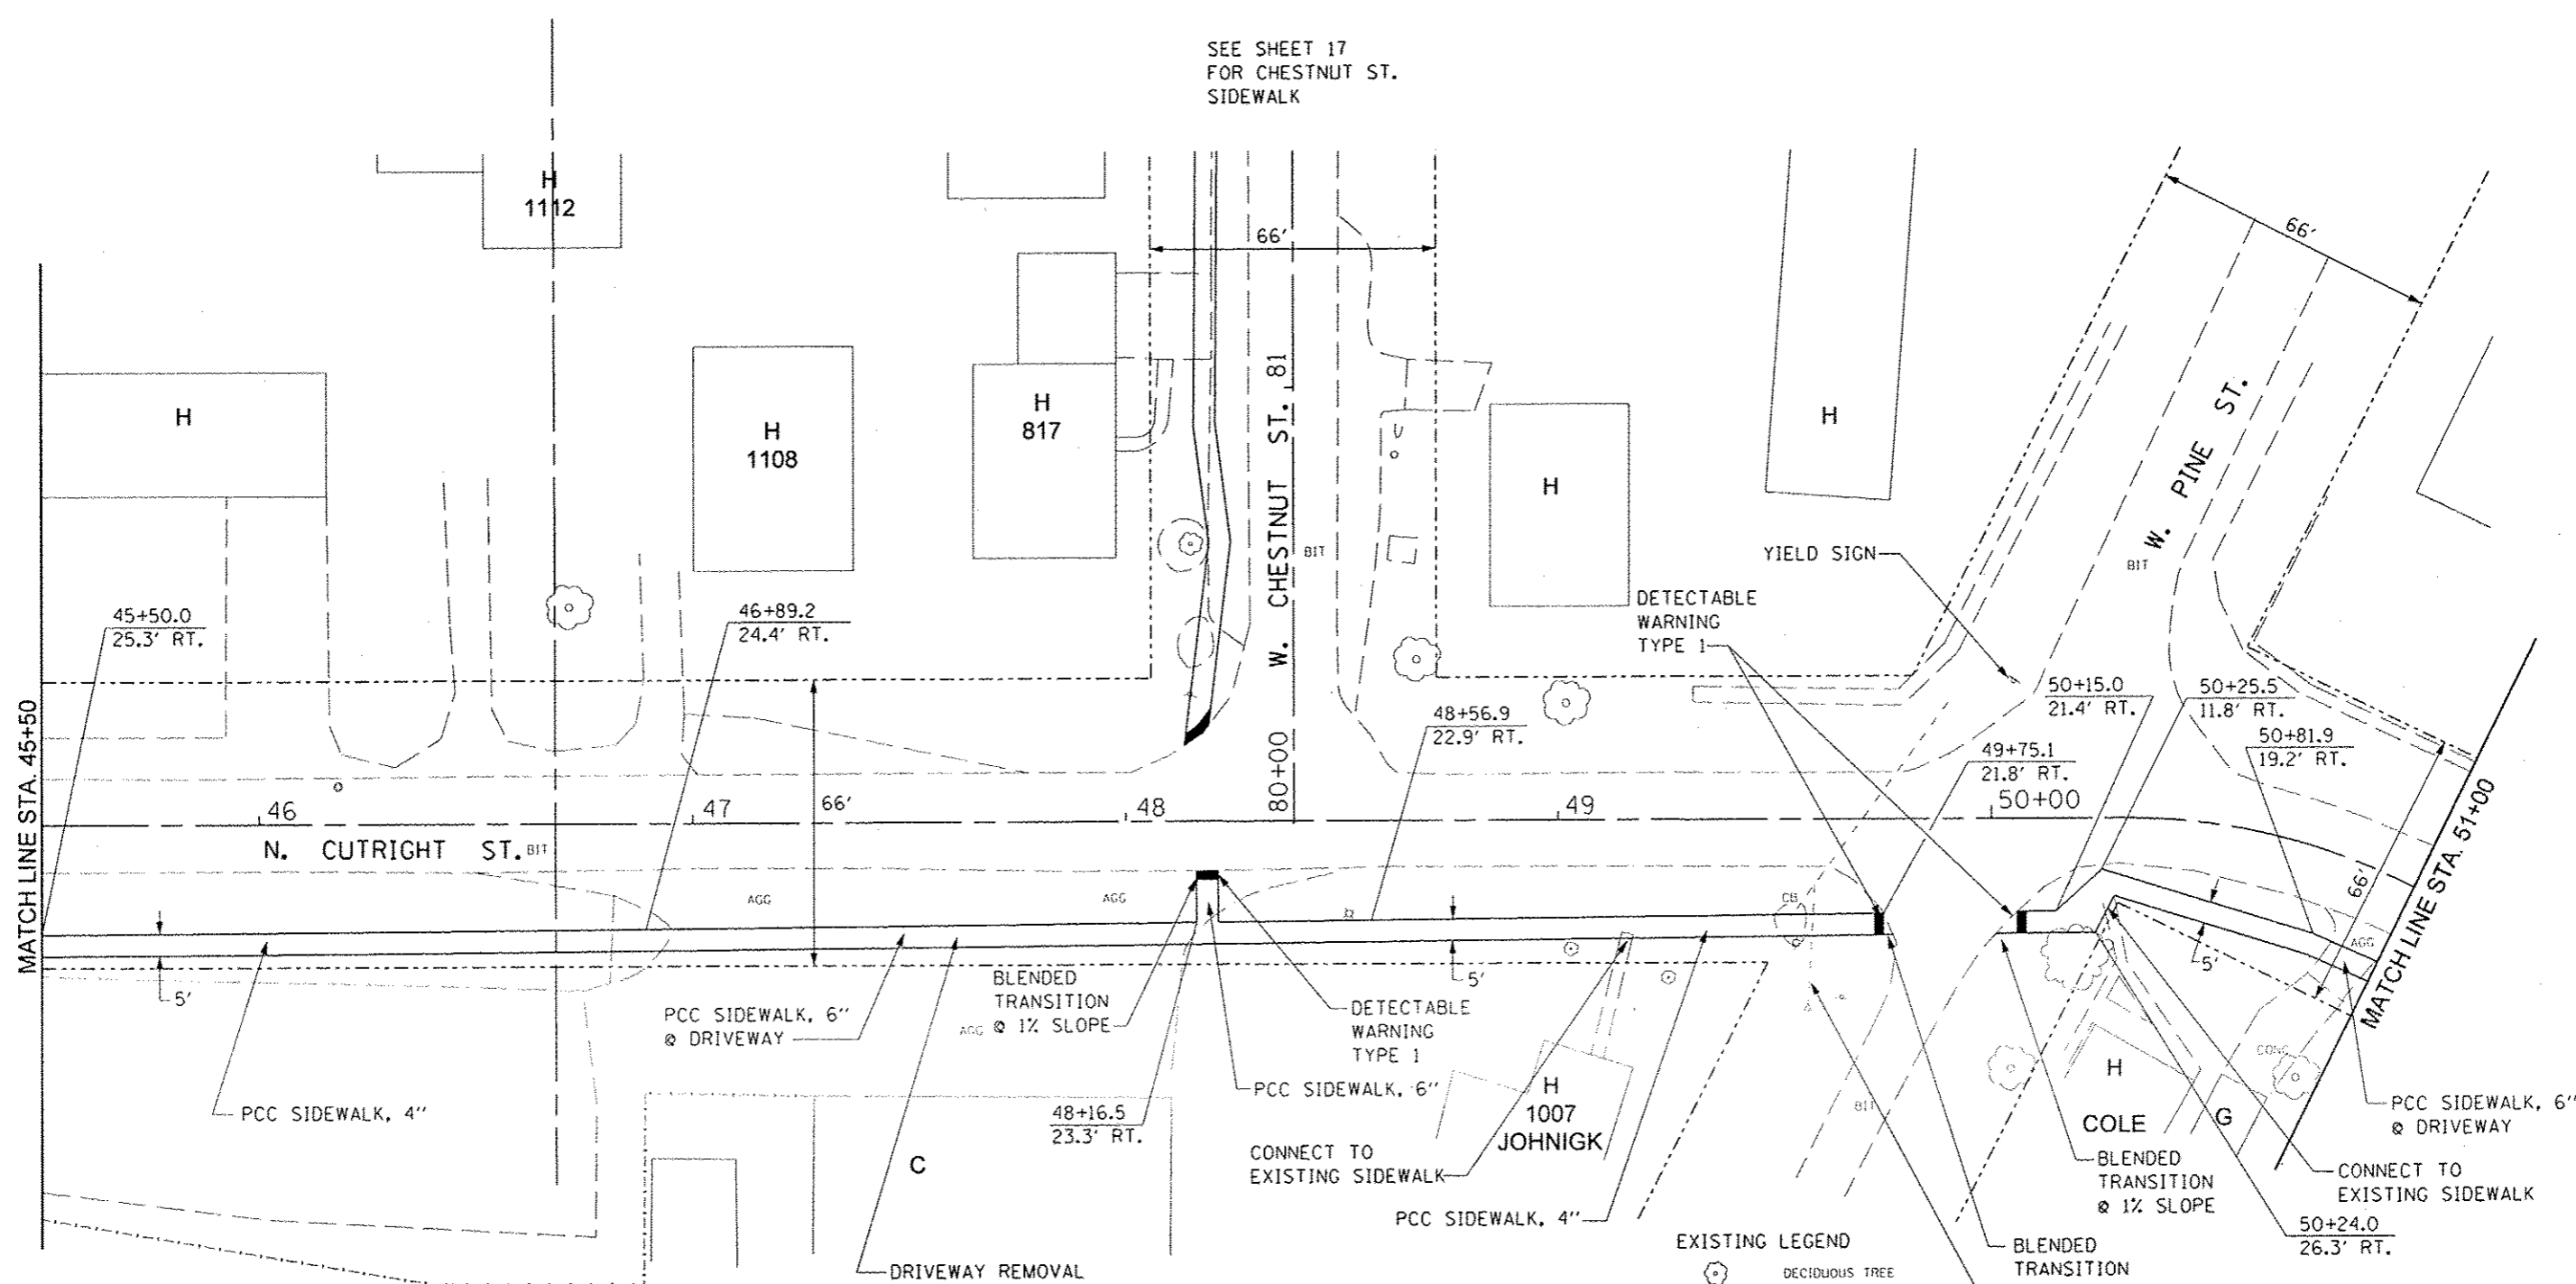 SEE SHEET 17
FOR CHESTNUT ST.
SIDEWALK
H
1112
66'
66'
H
H
1108
H
817
W. CHESTNUT ST.
81
BIT
H
H
W. PINE ST.
BIT
YIELD SIGN
DETECTABLE
WARNING
TYPE 1
45+50.0
25.3' RT.
46+89.2
24.4' RT.
48+56.9
22.9' RT.
50+15.0
21.4' RT.
50+25.5
11.8' RT.
49+75.1
21.8' RT.
50+81.9
19.2' RT.
MATCH LINE STA. 45+50
46
47
66'
48
80+00
49
50+00
N. CUTRIGHT ST.
BIT
AGG
AGG
CB
66'
AGG
MATCH LINE STA. 51+00
5'
5'
5'
PCC SIDEWALK, 6"
@ DRIVEWAY
BLENDED
TRANSITION
@ 1% SLOPE
AGG
DETECTABLE
WARNING
TYPE 1
PCC SIDEWALK, 4"
PCC SIDEWALK, 6"
48+16.5
23.3' RT.
H
1007
JOHNIGK
BIT
CONC
H
COLE
G
PCC SIDEWALK, 6"
@ DRIVEWAY
C
CONNECT TO
EXISTING SIDEWALK
BLENDED
TRANSITION
@ 1% SLOPE
CONNECT TO
EXISTING SIDEWALK
PCC SIDEWALK, 4"
50+24.0
26.3' RT.
DRIVEWAY REMOVAL
EXISTING LEGEND
DECIDUOUS TREE
BLENDED
TRANSITION